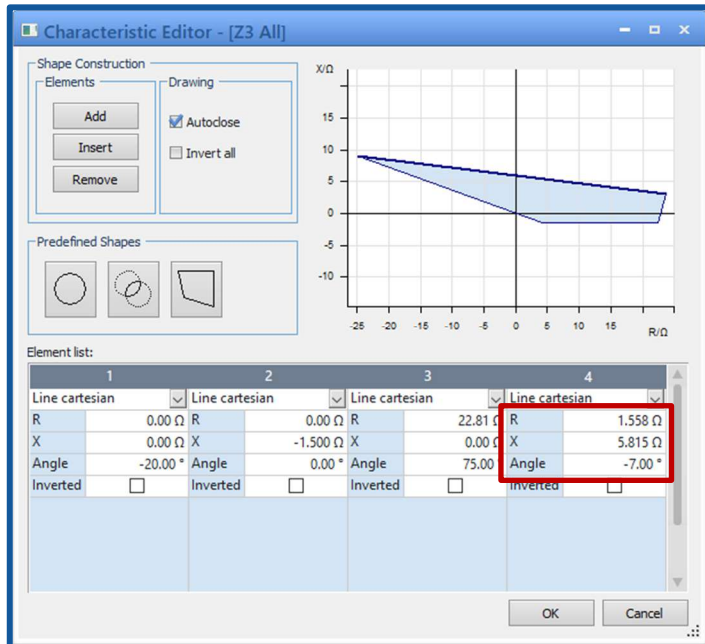 Characteristic Editor - [Z3 All]
Shape Construction
Elements
Add
Insert
Remove
Drawing
Autoclose
Invert all
Predefined Shapes
X/Ω
15
10
5
0
-5
-10
-25 -20 -15 -10 -5 0 5 10 15
R/Ω
Element list:
1 2 3 4
Line cartesian Line cartesian Line cartesian Line cartesian
R 0.00 Ω R 0.00 Ω R 22.81 Ω R 1.558 Ω
X 0.00 Ω X -1.500 Ω X 0.00 Ω X 5.815 Ω
Angle -20.00 ° Angle 0.00 ° Angle 75.00 ° Angle -7.00 °
Inverted Inverted Inverted Inverted
OK Cancel